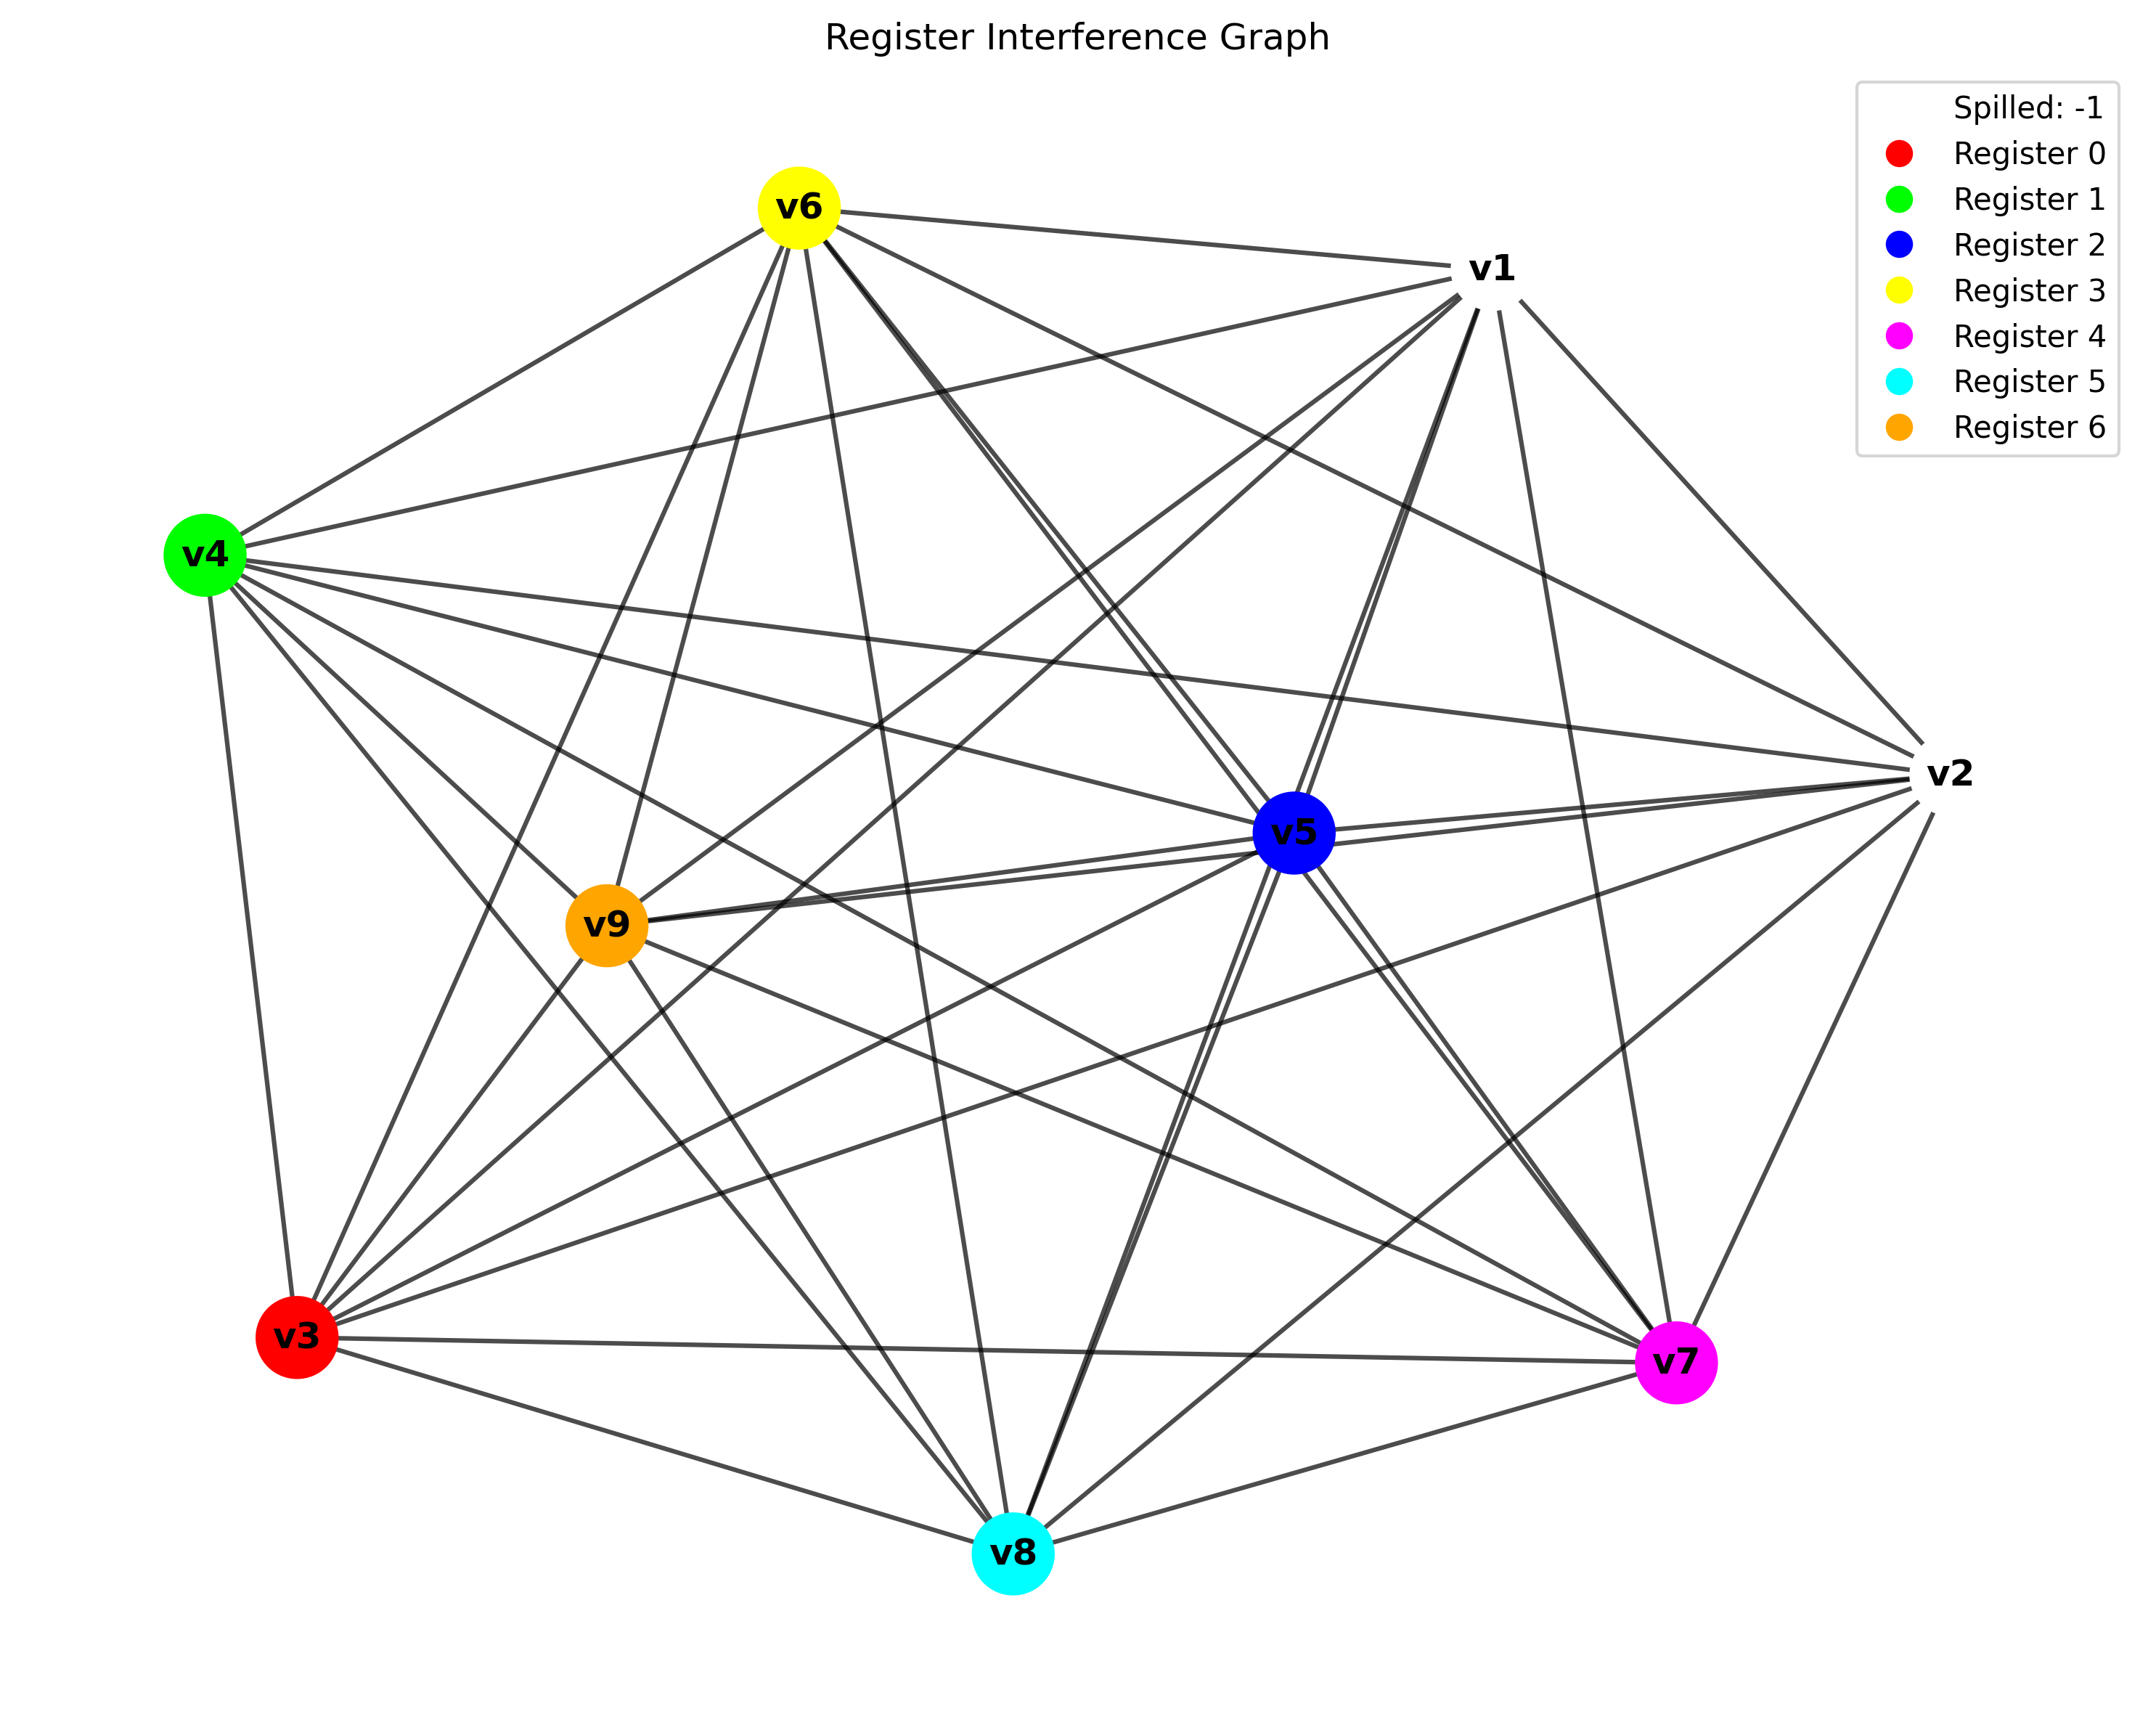 Register Interference Graph
Spilled: -1
Register 0
Register 1
Register 2
Register 3
Register 4
Register 5
Register 6
v6
v1
v4
v2
v5
v9
v3
v7
v8